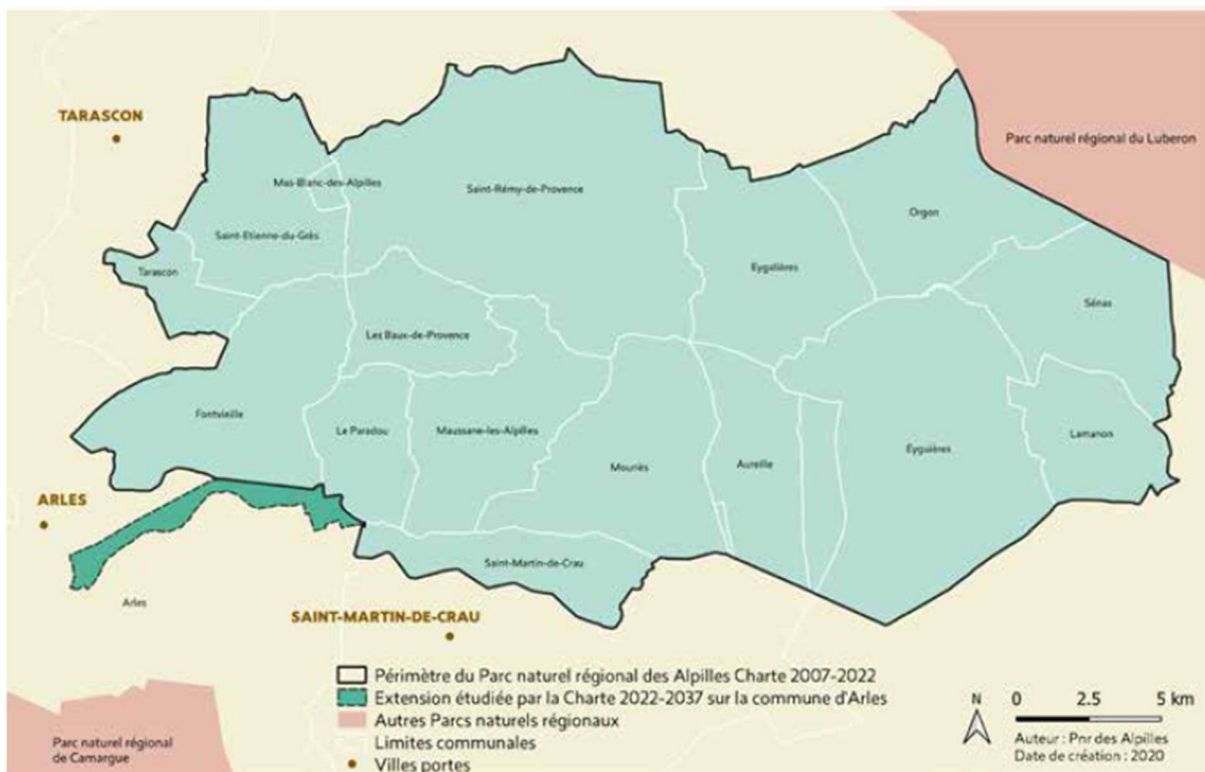 TARASCON
Parc naturel régional du Luberon
Mas-Blanc-des-Alpilles
Saint-Rémy-de-Provence
Orgon
Saint-Etienne-du-Grès
Tarascon
Eygalières
Sénas
Les Baux-de-Provence
Fontvieille
Le Paradou
Maussane-les-Alpilles
Lamanon
Mouriès
Aureille
Eyguières
ARLES
Saint-Martin-de-Crau
Arles
SAINT-MARTIN-DE-CRAU
Périmètre du Parc naturel régional des Alpilles Charte 2007-2022
Extension étudiée par la Charte 2022-2037 sur la commune d'Arles
Autres Parcs naturels régionaux
Limites communales
Villes portes
Parc naturel régional
de Camargue
N
0 2.5 5 km
Auteur : Pnr des Alpilles
Date de création : 2020